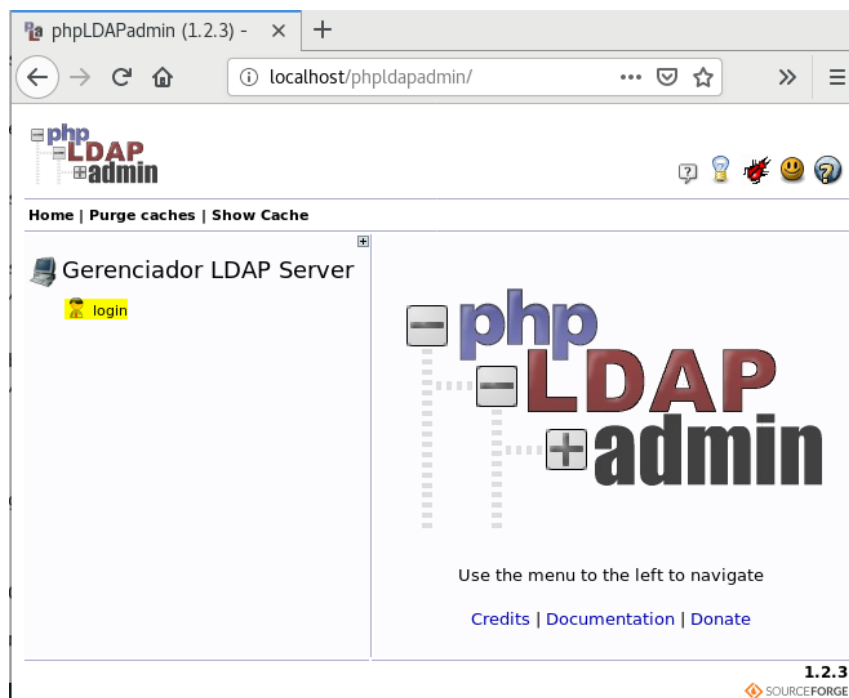 phpLDAPadmin (1.2.3) -
localhost/phpldapadmin/
php
LDAP
admin
Home | Purge caches | Show Cache
Gerenciador LDAP Server
login
php
LDAP
admin
Use the menu to the left to navigate
Credits | Documentation | Donate
1.2.3
SOURCEFORGE